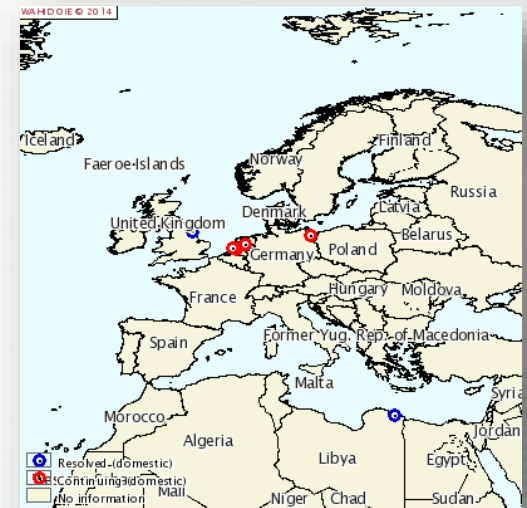 WAHID OIE © 2014
Iceland
Finland
Faeroe Islands
Norway
Russia
Latvia
Denmark
United Kingdom
Belarus
Poland
Germany
Hungary Moldova
France
Former Yug. Rep. of Macedonia
Spain
Malta
Syria
Morocco
Jordan
Algeria
Libya
Egypt
Resolved (domestic)
Continuing (domestic)
Mali
No information
Niger Chad
Sudan